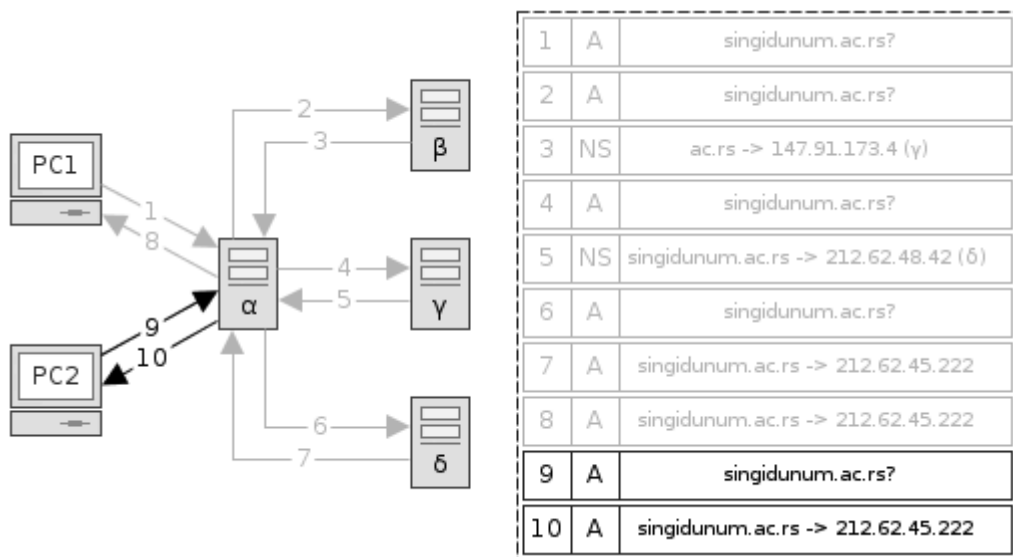 PC1
PC2
1
8
9
10
2
3
4
5
6
7
α
β
γ
δ
1 A singidunum.ac.rs?
2 A singidunum.ac.rs?
3 NS ac.rs -> 147.91.173.4 (γ)
4 A singidunum.ac.rs?
5 NS singidunum.ac.rs -> 212.62.48.42 (δ)
6 A singidunum.ac.rs?
7 A singidunum.ac.rs -> 212.62.45.222
8 A singidunum.ac.rs -> 212.62.45.222
9 A singidunum.ac.rs?
10 A singidunum.ac.rs -> 212.62.45.222